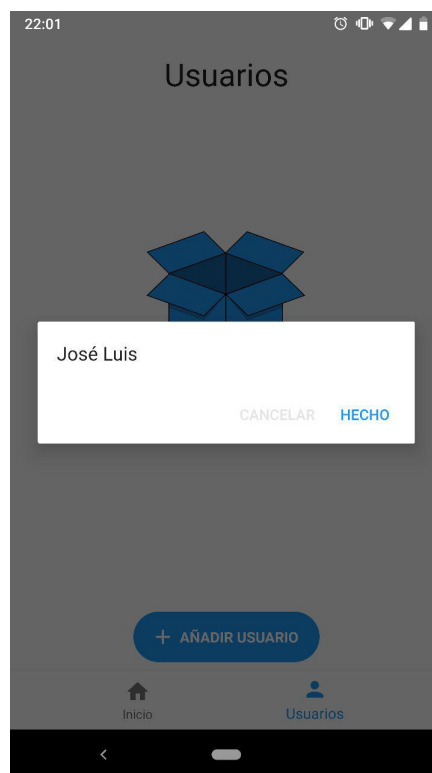 22:01
Usuarios
José Luis
CANCELAR HECHO
+ AÑADIR USUARIO
Inicio Usuarios